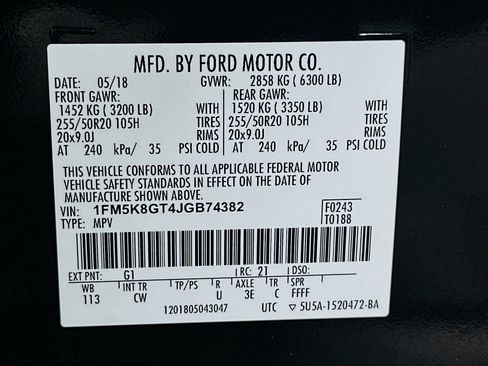 MFD. BY FORD MOTOR CO.
DATE: 05/18 GVWR: 2858 KG (6300 LB)
FRONT GAWR: REAR GAWR:
1452 KG (3200 LB) WITH 1520 KG (3350 LB) WITH
255/50R20 105H TIRES 255/50R20 105H TIRES
20x9.0J RIMS 20x9.0J RIMS
AT 240 kPa/ 35 PSI COLD AT 240 kPa/ 35 PSI COLD
THIS VEHICLE CONFORMS TO ALL APPLICABLE FEDERAL MOTOR
VEHICLE SAFETY STANDARDS IN EFFECT ON THE DATE OF
MANUFACTURE SHOWN ABOVE.
VIN: 1FM5K8GT4JGB74382 F0243
TYPE: MPV T0188
EXT PNT: G1 RC: 21
WB INT TR TP/PS R AXLE TR SPR
113 CW U 3E C FFFF
1201805043047 UTC ▽ 5U5A-1520472-BA